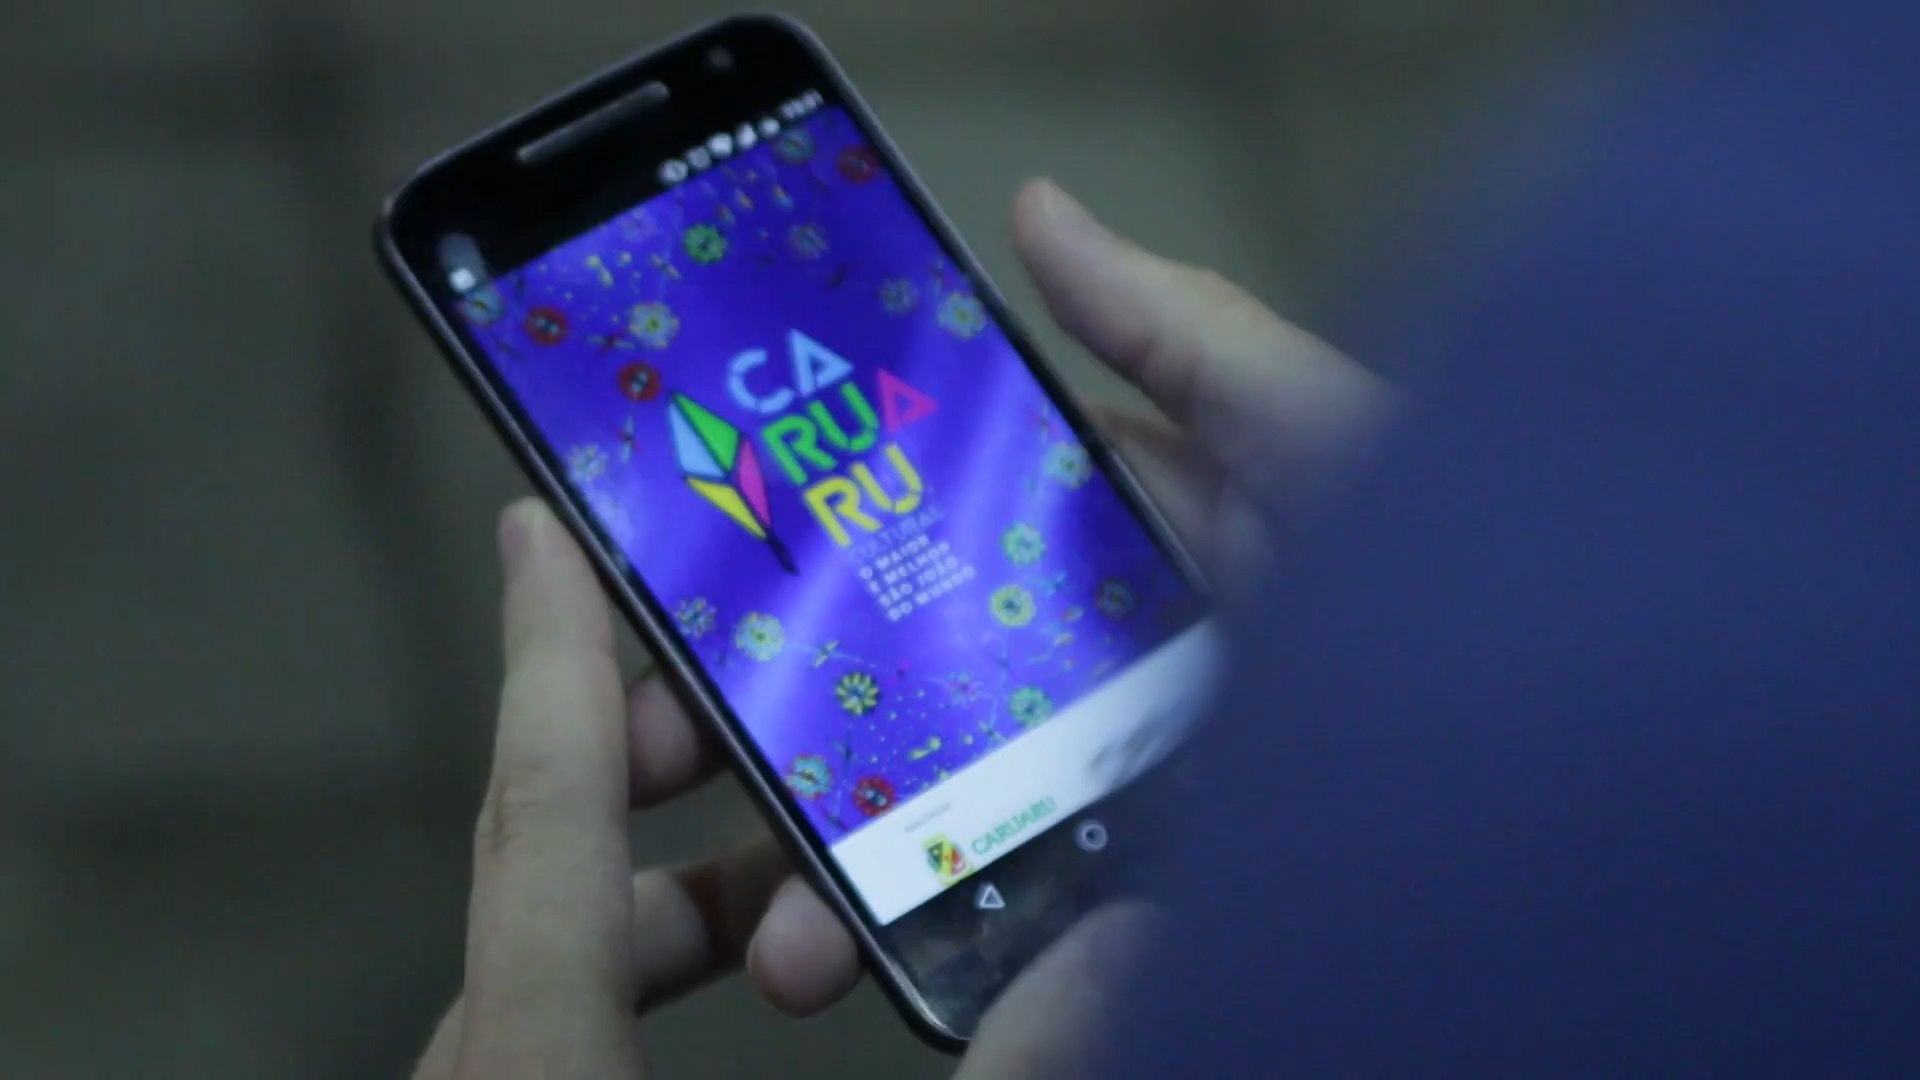 CA
RUA
RU
CULTURAL
O MAIOR
E MELHOR
SÃO JOÃO
DO MUNDO
CARUARU